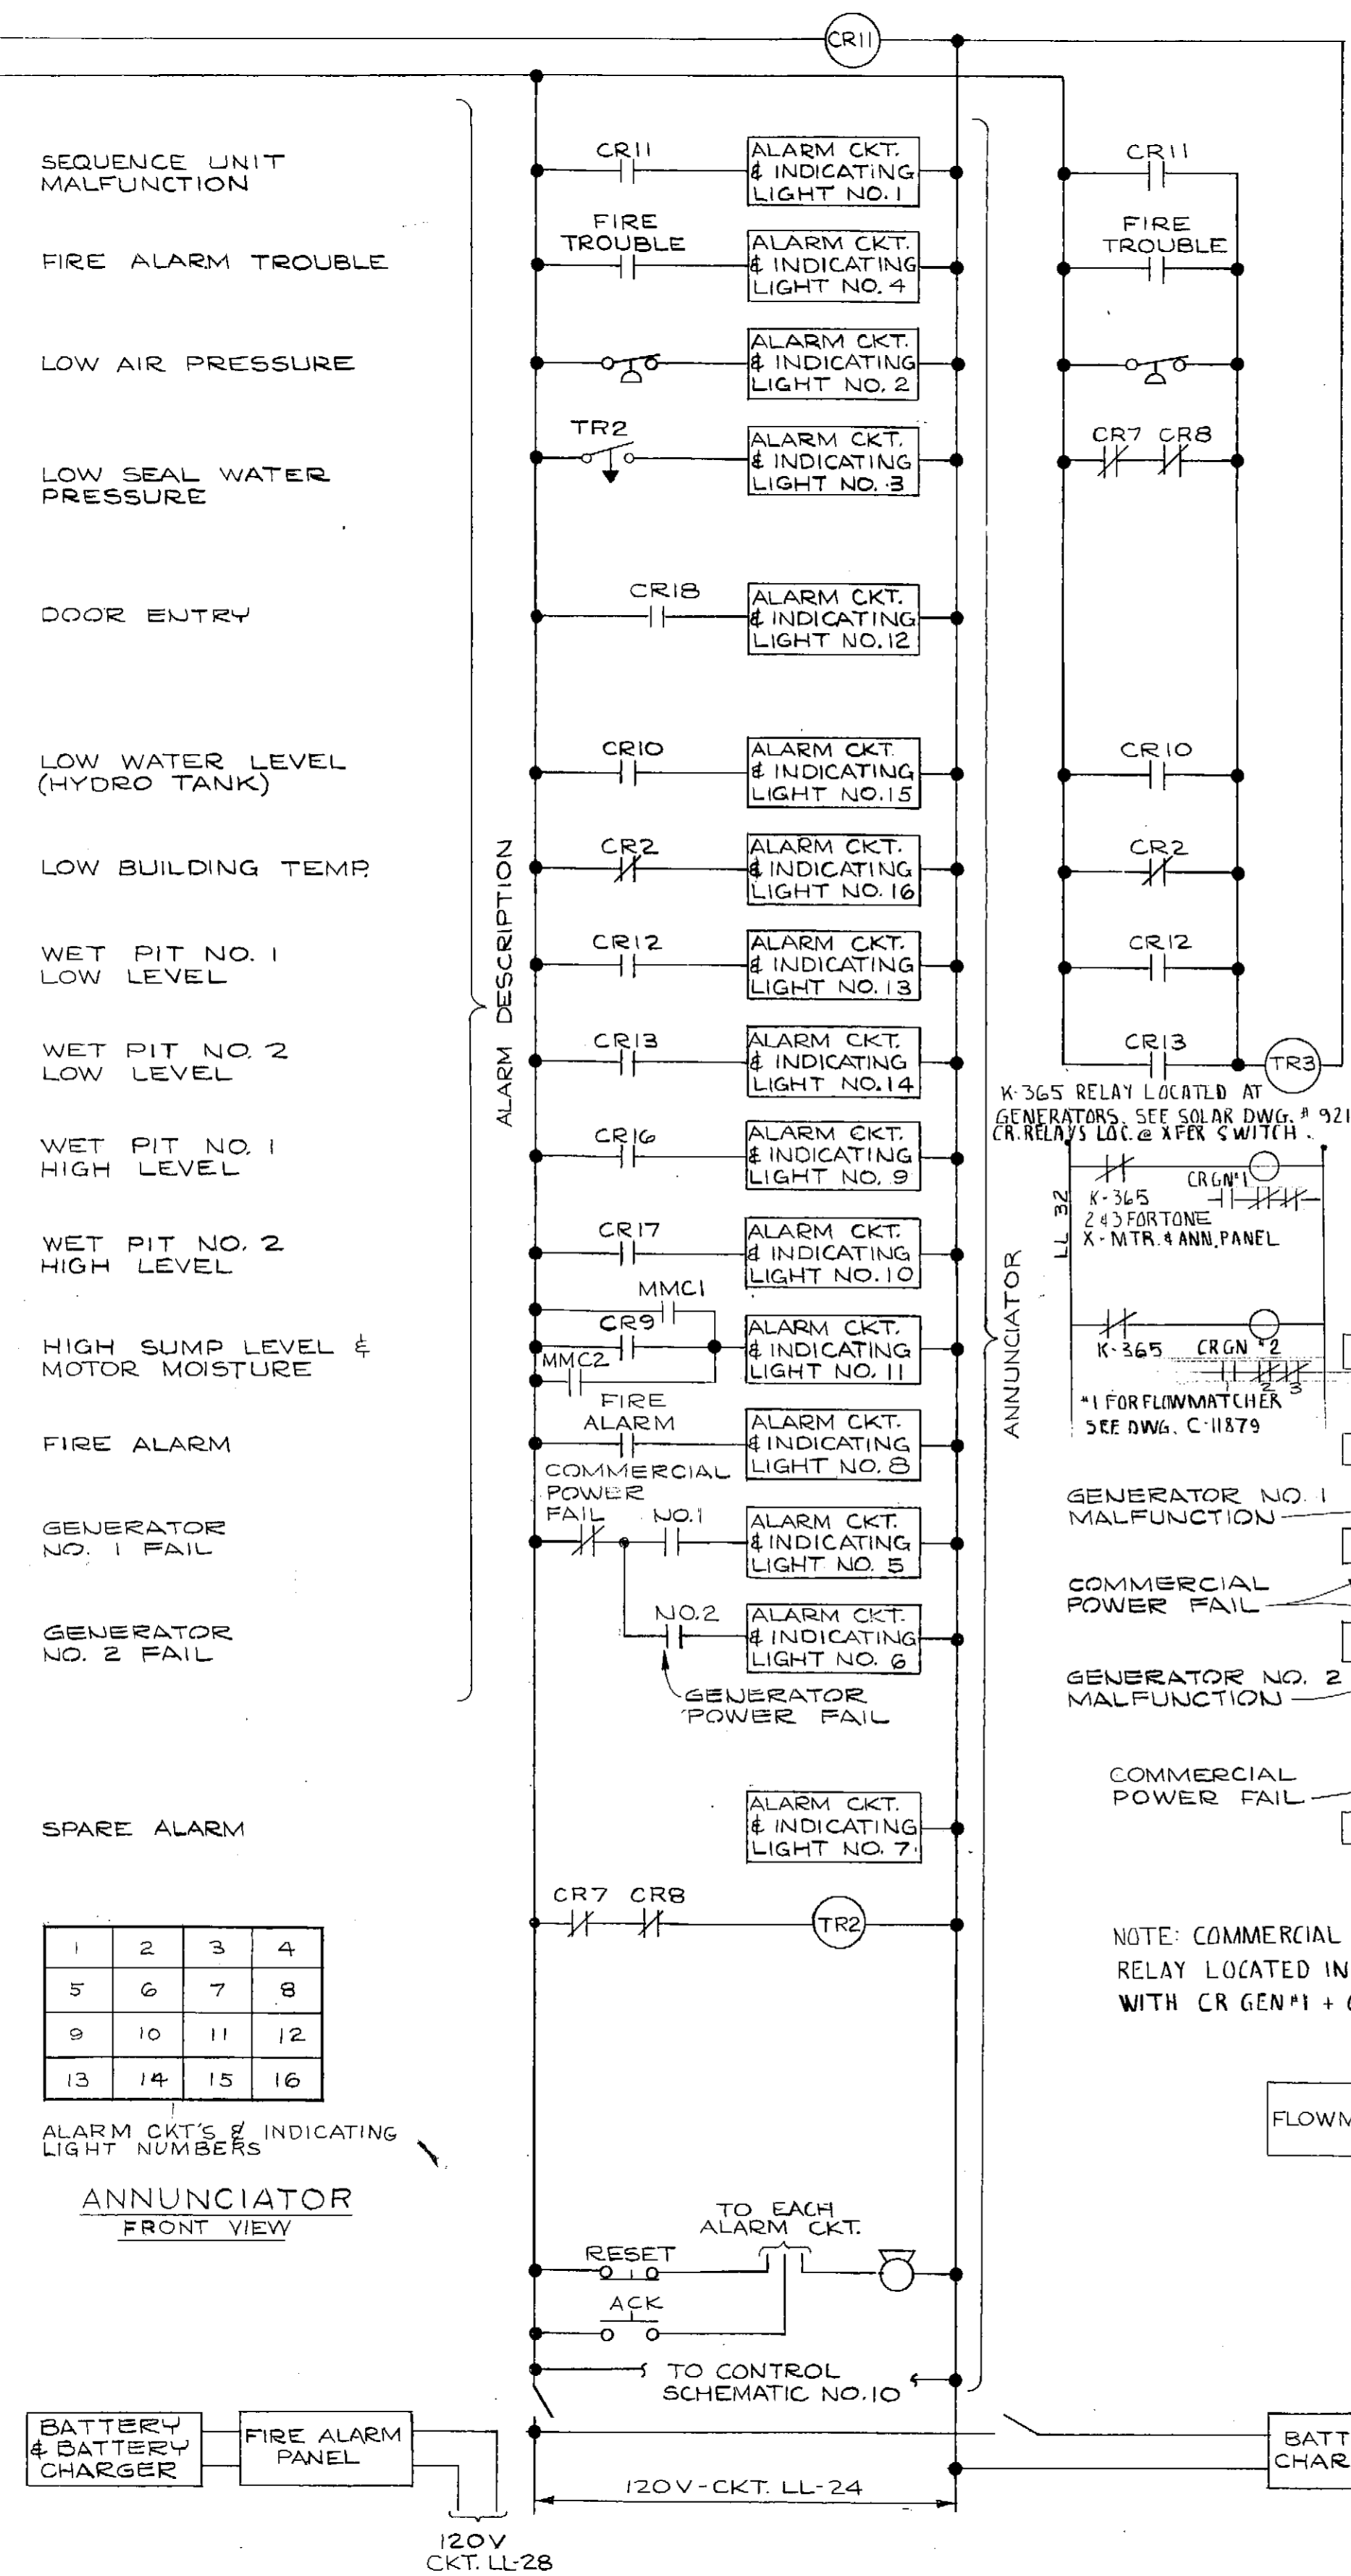 CR11
SEQUENCE UNIT
MALFUNCTION
CR11
ALARM CKT.
& INDICATING
LIGHT NO. 1
CR11
FIRE ALARM TROUBLE
FIRE
TROUBLE
ALARM CKT.
& INDICATING
LIGHT NO. 4
FIRE
TROUBLE
LOW AIR PRESSURE
ALARM CKT.
& INDICATING
LIGHT NO. 2
LOW SEAL WATER
PRESSURE
TR2
ALARM CKT.
& INDICATING
LIGHT NO. 3
CR7 CR8
DOOR ENTRY
CR18
ALARM CKT.
& INDICATING
LIGHT NO. 12
LOW WATER LEVEL
(HYDRO TANK)
CR10
ALARM CKT.
& INDICATING
LIGHT NO. 15
CR10
LOW BUILDING TEMP.
CR2
ALARM CKT.
& INDICATING
LIGHT NO. 16
CR2
WET PIT NO. 1
LOW LEVEL
CR12
ALARM CKT.
& INDICATING
LIGHT NO. 13
CR12
WET PIT NO. 2
LOW LEVEL
CR13
ALARM CKT.
& INDICATING
LIGHT NO. 14
CR13
TR3
ALARM DESCRIPTION
K-365 RELAY LOCATED AT
GENERATORS. SEE SOLAR DWG. # 921
CR. RELAYS LOC. @ XFER SWITCH.
WET PIT NO. 1
HIGH LEVEL
CR16
ALARM CKT.
& INDICATING
LIGHT NO. 9
LL 32
K-365
CRGN#1
2 & 3 FOR TONE
X-MTR. & ANN. PANEL
WET PIT NO. 2
HIGH LEVEL
CR17
ALARM CKT.
& INDICATING
LIGHT NO. 10
ANNUNCIATOR
HIGH SUMP LEVEL &
MOTOR MOISTURE
MMC1
CR9
MMC2
ALARM CKT.
& INDICATING
LIGHT NO. 11
K-365
CRGN #2
1 2 3
#1 FOR FLOWMATCHER
SEE DWG. C-11879
FIRE ALARM
FIRE
ALARM
ALARM CKT.
& INDICATING
LIGHT NO. 8
GENERATOR
NO. 1 FAIL
COMMERCIAL
POWER
FAIL
NO.1
ALARM CKT.
& INDICATING
LIGHT NO. 5
GENERATOR NO. 1
MALFUNCTION
COMMERCIAL
POWER FAIL
GENERATOR
NO. 2 FAIL
NO.2
ALARM CKT.
& INDICATING
LIGHT NO. 6
GENERATOR
POWER FAIL
GENERATOR NO. 2
MALFUNCTION
COMMERCIAL
POWER FAIL
SPARE ALARM
ALARM CKT.
& INDICATING
LIGHT NO. 7
CR7 CR8
TR2
NOTE: COMMERCIAL
RELAY LOCATED IN
WITH CR GEN#1 +
1 2 3 4
5 6 7 8
9 10 11 12
13 14 15 16
ALARM CKT'S & INDICATING
LIGHT NUMBERS
ANNUNCIATOR
FRONT VIEW
FLOWM
TO EACH
ALARM CKT.
RESET
ACK
TO CONTROL
SCHEMATIC NO. 10
BATTERY
& BATTERY
CHARGER
FIRE ALARM
PANEL
BATT
CHAR
120V-CKT. LL-24
120V
CKT. LL-28